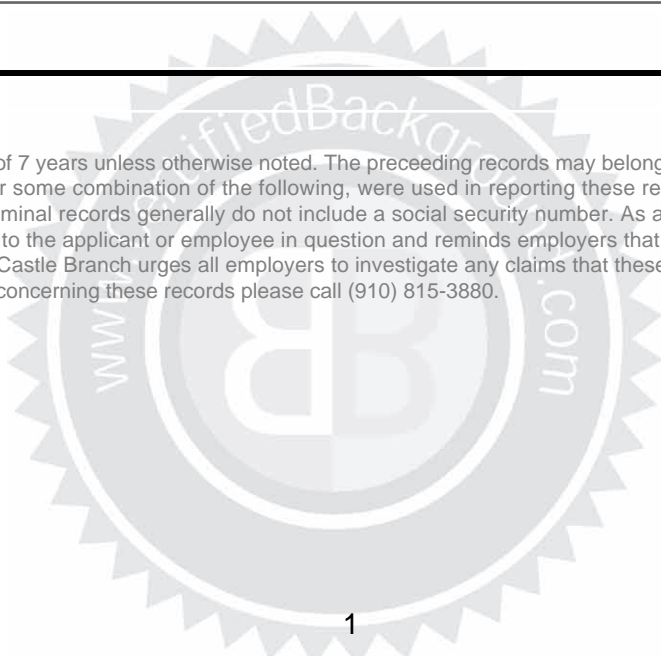 of 7 years unless otherwise noted. The preceeding records may belong
r some combination of the following, were used in reporting these re
minal records generally do not include a social security number. As a
to the applicant or employee in question and reminds employers that
Castle Branch urges all employers to investigate any claims that these
concerning these records please call (910) 815-3880.
www.CertifiedBackground.com
1